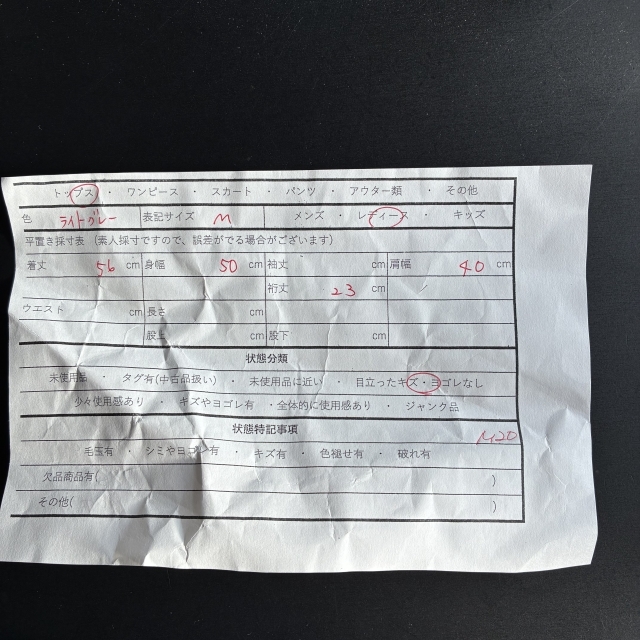 トップス ・ ワンピース ・ スカート ・ パンツ ・ アウター類 ・ その他
色 ライトグレー 表記サイズ M メンズ ・ レディース ・ キッズ
平置き採寸表 (素人採寸ですので、誤差がでる場合がございます)
着丈 56 cm 身幅 50 cm 袖丈 cm 肩幅 40 cm
裄丈 23 cm
ウエスト cm 長さ cm
股上 cm 股下 cm
状態分類
未使用品 ・ タグ有(中古品扱い) ・ 未使用品に近い ・ 目立ったキズ・ヨゴレなし
少々使用感あり ・ キズやヨゴレ有 ・全体的に使用感あり ・ ジャンク品
状態特記事項
M20
毛玉有 ・ シミやヨゴレ有 ・ キズ有 ・ 色褪せ有 ・ 破れ有
欠品商品有( )
その他( )